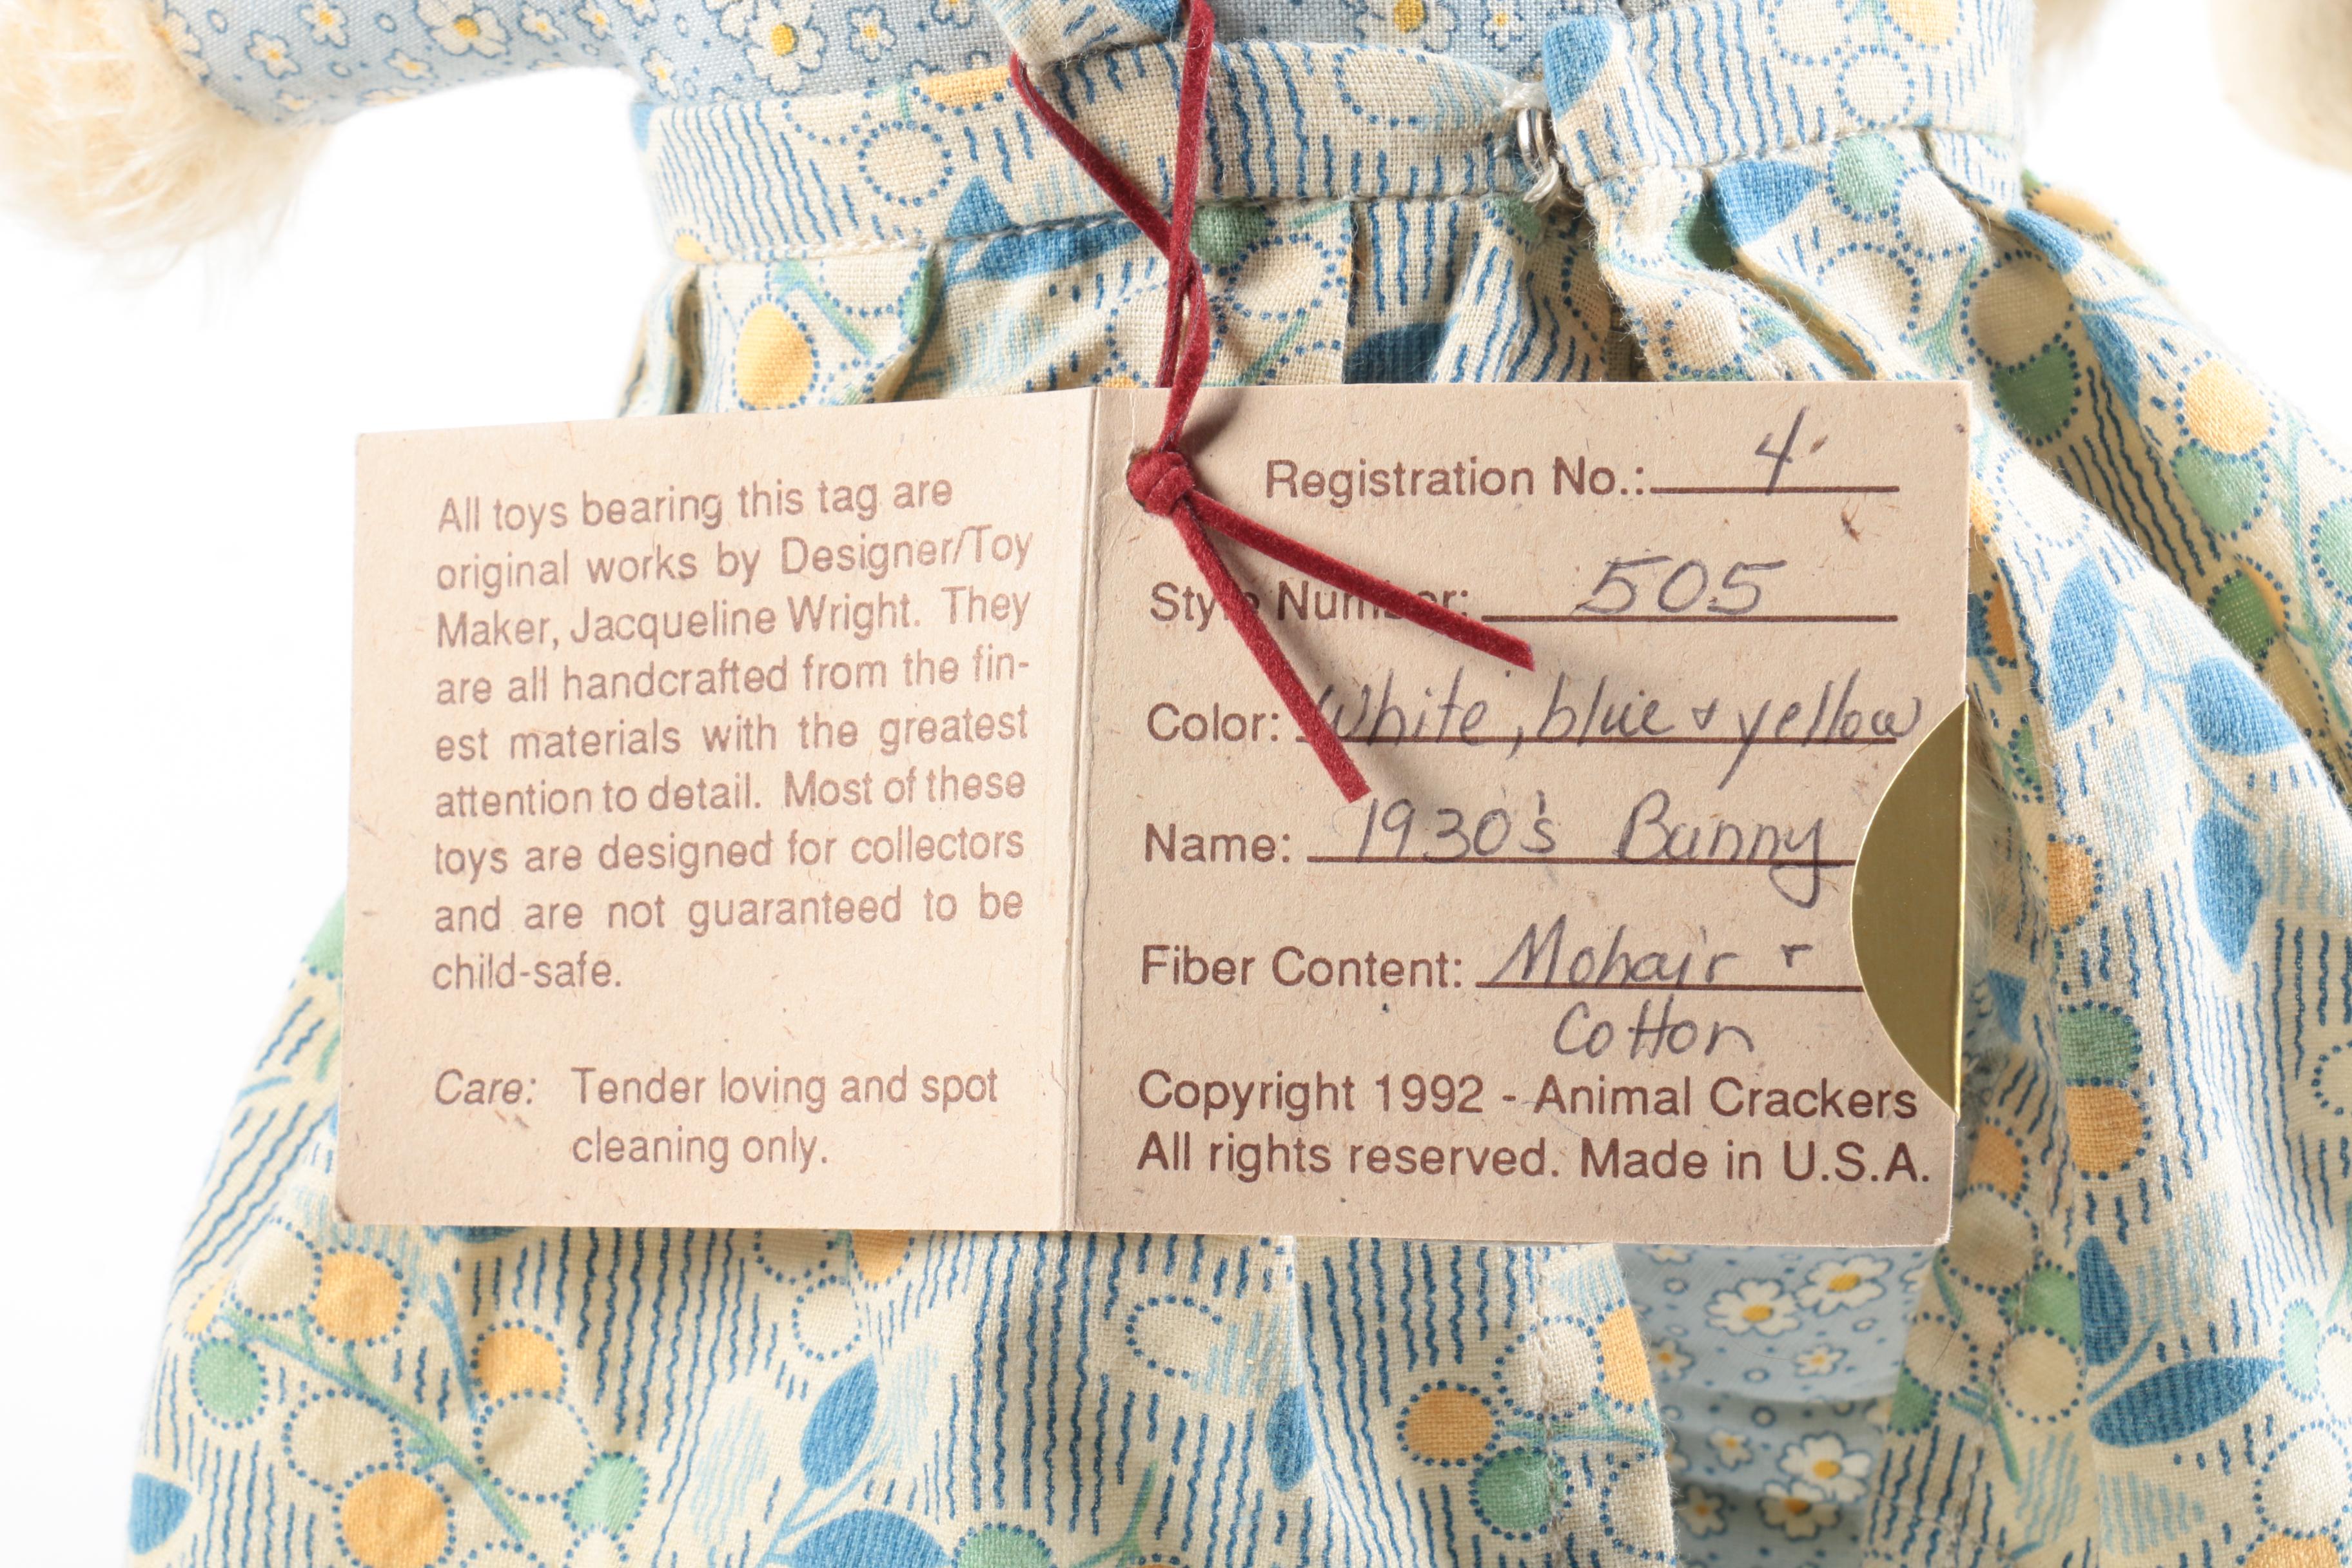 All toys bearing this tag are
original works by Designer/Toy
Maker, Jacqueline Wright. They
are all handcrafted from the fin-
est materials with the greatest
attention to detail. Most of these
toys are designed for collectors
and are not guaranteed to be
child-safe.
Care: Tender loving and spot
cleaning only.
Registration No.: 4
Style Number: 505
Color: White, blue & yellow
Name: 1930's Bunny
Fiber Content: Mohair &
Cotton
Copyright 1992 - Animal Crackers
All rights reserved. Made in U.S.A.